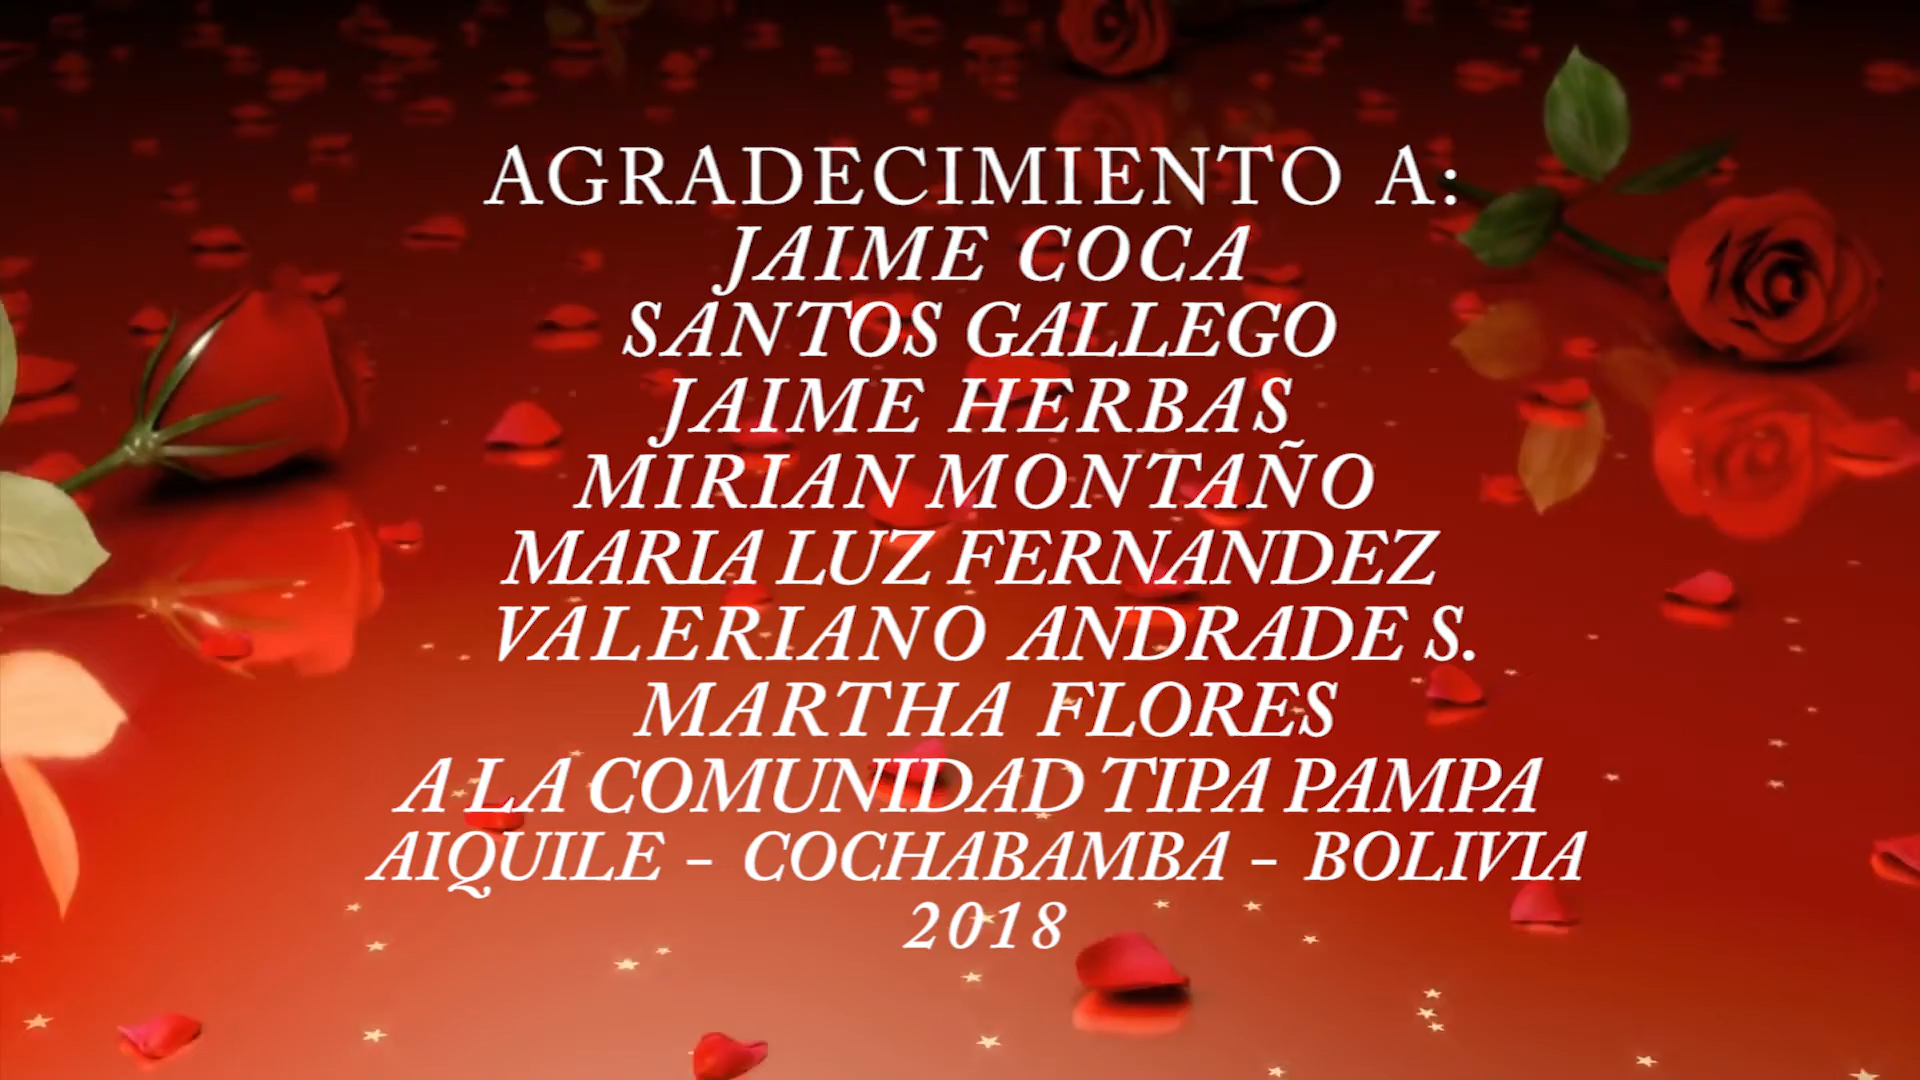 AGRADECIMIENTO A:
JAIME COCA
SANTOS GALLEGO
JAIME HERBAS
MIRIAN MONTAÑO
MARIA LUZ FERNANDEZ
VALERIANO ANDRADE S.
MARTHA FLORES
A LA COMUNIDAD TIPA PAMPA
AIQUILE - COCHABAMBA - BOLIVIA
2018